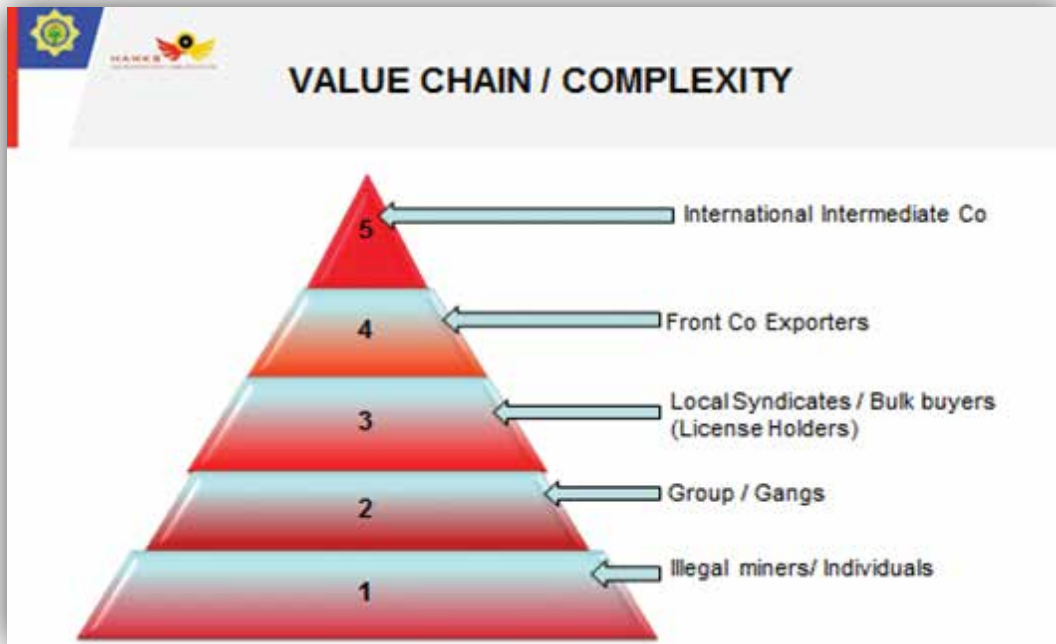 HAWKS
VALUE CHAIN / COMPLEXITY
5
International Intermediate Co
4
Front Co Exporters
3
Local Syndicates / Bulk buyers
(License Holders)
2
Group / Gangs
1
Illegal miners/ Individuals